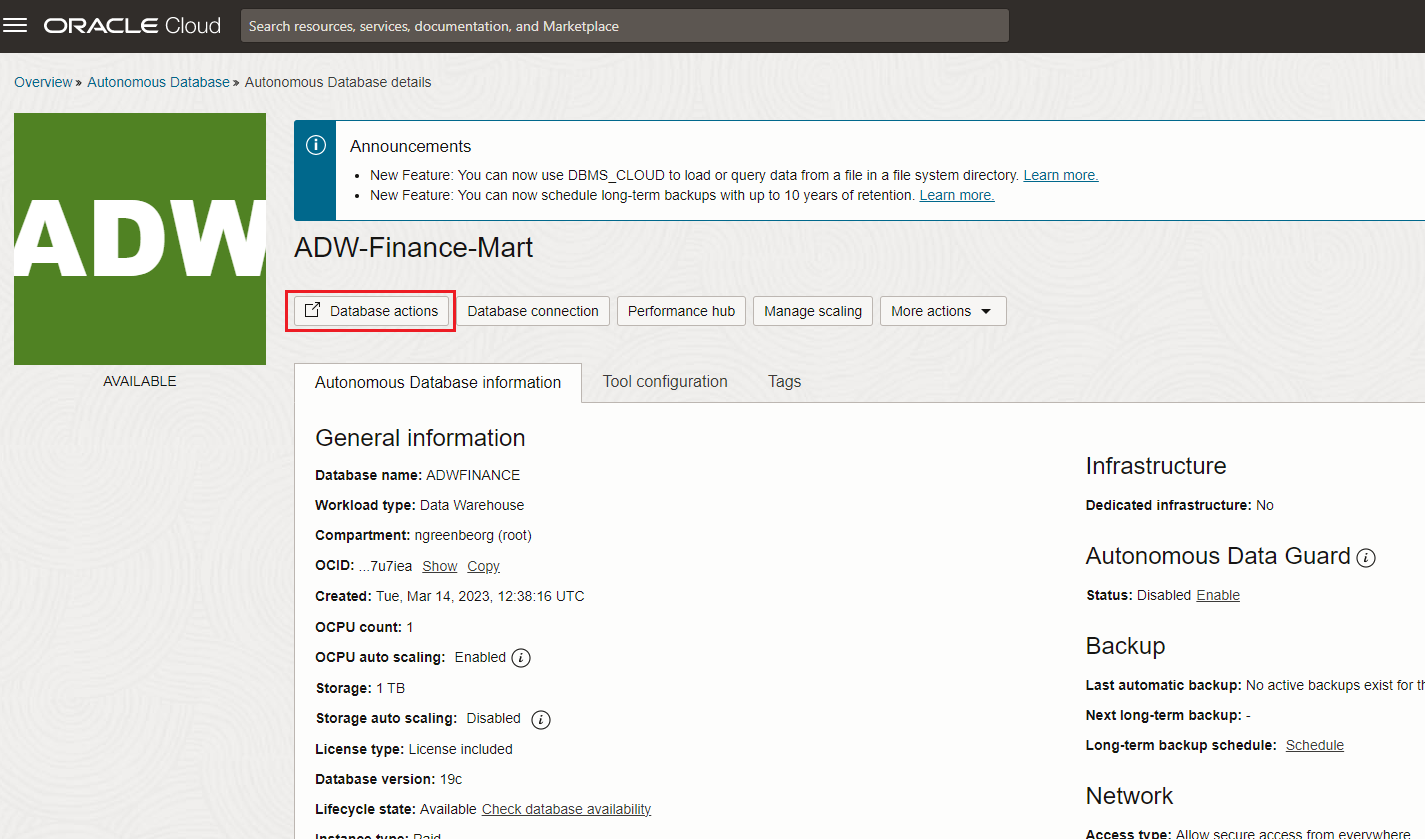 ORACLE Cloud
Search resources, services, documentation, and Marketplace
Overview » Autonomous Database » Autonomous Database details
ADW
AVAILABLE
Announcements
• New Feature: You can now use DBMS_CLOUD to load or query data from a file in a file system directory. Learn more.
• New Feature: You can now schedule long-term backups with up to 10 years of retention. Learn more.
ADW-Finance-Mart
Database actions
Database connection
Performance hub
Manage scaling
More actions
Autonomous Database information
Tool configuration
Tags
General information
Database name: ADWFINANCE
Workload type: Data Warehouse
Compartment: ngreenbeorg (root)
OCID: ...7u7iea Show Copy
Created: Tue, Mar 14, 2023, 12:38:16 UTC
OCPU count: 1
OCPU auto scaling: Enabled
Storage: 1 TB
Storage auto scaling: Disabled
License type: License included
Database version: 19c
Lifecycle state: Available Check database availability
Instance type: Paid
Infrastructure
Dedicated infrastructure: No
Autonomous Data Guard
Status: Disabled Enable
Backup
Last automatic backup: No active backups exist for
Next long-term backup: -
Long-term backup schedule: Schedule
Network
Access type: Allow secure access from everywhere